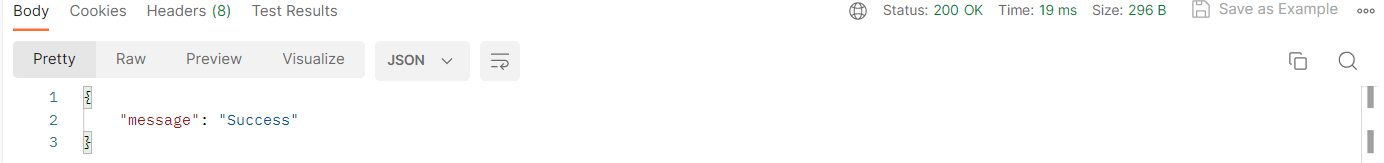 Body Cookies Headers (8) Test Results Status: 200 OK Time: 19 ms Size: 296 B Save as Example
Pretty Raw Preview Visualize JSON
1 {
2 "message": "Success"
3 }